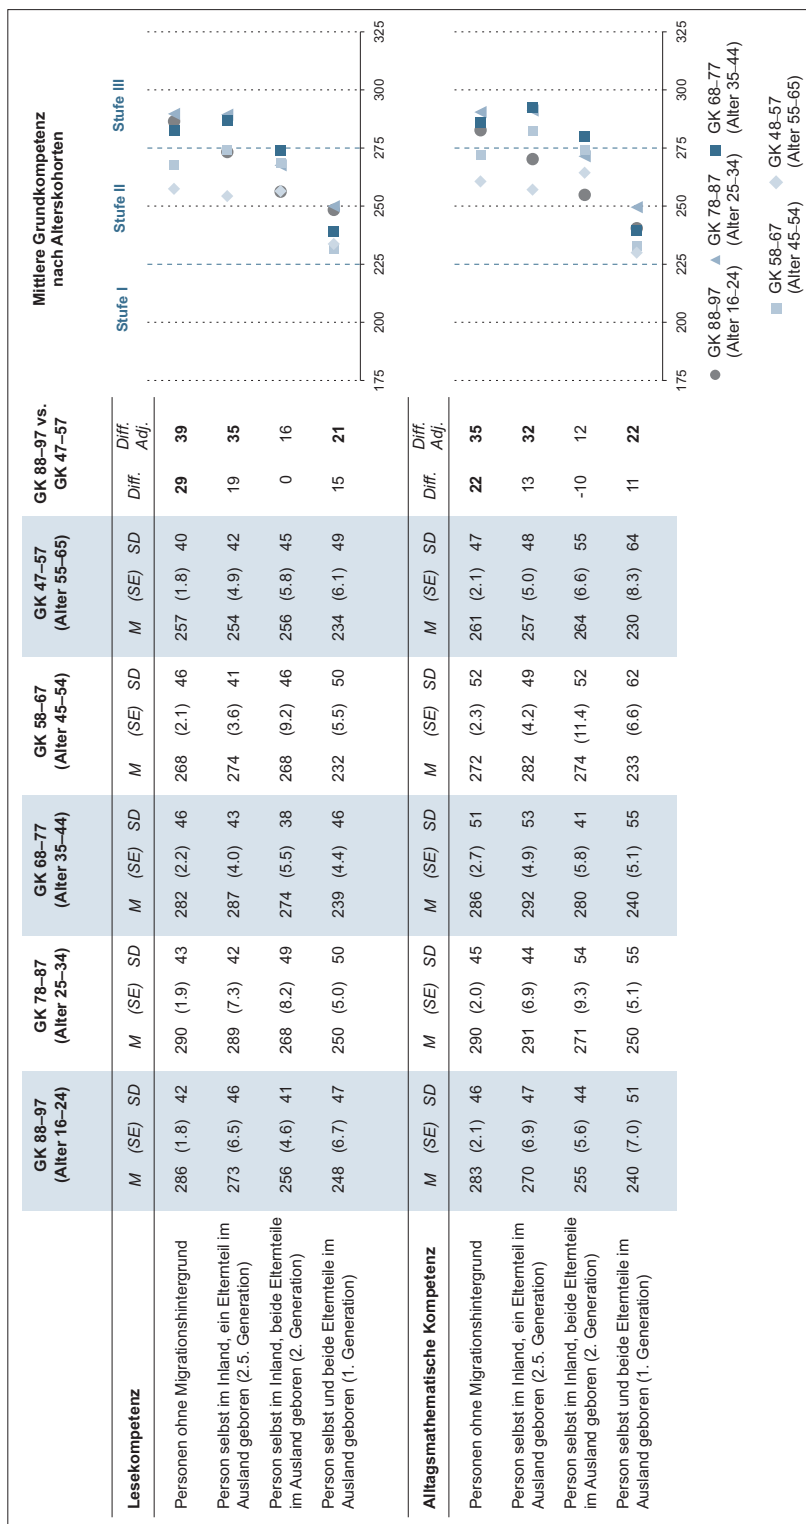 GK 88–97 GK 78–87 GK 68–77 GK 58–67 GK 47–57 GK 88–97 vs. Mittlere Grundkompetenz
(Alter 16–24) (Alter 25–34) (Alter 35–44) (Alter 45–54) (Alter 55–65) GK 47–57 nach Alterskohorten
Lesekompetenz M (SE) SD M (SE) SD M (SE) SD M (SE) SD M (SE) SD Diff. Diff. Adj. Stufe I Stufe II Stufe III
Personen ohne Migrationshintergrund 286 (1.8) 42 290 (1.9) 43 282 (2.2) 46 268 (2.1) 46 257 (1.8) 40 29 39
Person selbst im Inland, ein Elternteil im
Ausland geboren (2.5. Generation) 273 (6.5) 46 289 (7.3) 42 287 (4.0) 43 274 (3.6) 41 254 (4.9) 42 19 35
Person selbst im Inland, beide Elternteile
im Ausland geboren (2. Generation) 256 (4.6) 41 268 (8.2) 49 274 (5.5) 38 268 (9.2) 46 256 (5.8) 45 0 16
Person selbst und beide Elternteile im
Ausland geboren (1. Generation) 248 (6.7) 47 250 (5.0) 50 239 (4.4) 46 232 (5.5) 50 234 (6.1) 49 15 21
175 200 225 250 275 300 325
Alltagsmathematische Kompetenz M (SE) SD M (SE) SD M (SE) SD M (SE) SD M (SE) SD Diff. Diff. Adj.
Personen ohne Migrationshintergrund 283 (2.1) 46 290 (2.0) 45 286 (2.7) 51 272 (2.3) 52 261 (2.1) 47 22 35
Person selbst im Inland, ein Elternteil im
Ausland geboren (2.5. Generation) 270 (6.9) 47 291 (6.9) 44 292 (4.9) 53 282 (4.2) 49 257 (5.0) 48 13 32
Person selbst im Inland, beide Elternteile
im Ausland geboren (2. Generation) 255 (5.6) 44 271 (9.3) 54 280 (5.8) 41 274 (11.4) 52 264 (6.6) 55 -10 12
Person selbst und beide Elternteile im
Ausland geboren (1. Generation) 240 (7.0) 51 250 (5.1) 55 240 (5.1) 55 233 (6.6) 62 230 (8.3) 64 11 22
175 200 225 250 275 300 325
GK 88–97 GK 78–87 GK 68–77
(Alter 16–24) (Alter 25–34) (Alter 35–44)
GK 58–67 GK 48–57
(Alter 45–54) (Alter 55–65)